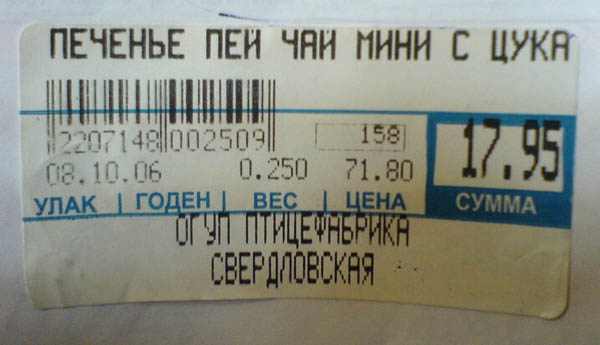 ПЕЧЕНЬЕ ПЕЙ ЧАЙ МИНИ С ЦУКА
2207148 002509
158
17.95
08.10.06 0.250 71.80
УПАК | ГОДЕН | ВЕС | ЦЕНА СУММА
ОГУП ПТИЦЕФАБРИКА
СВЕРДЛОВСКАЯ